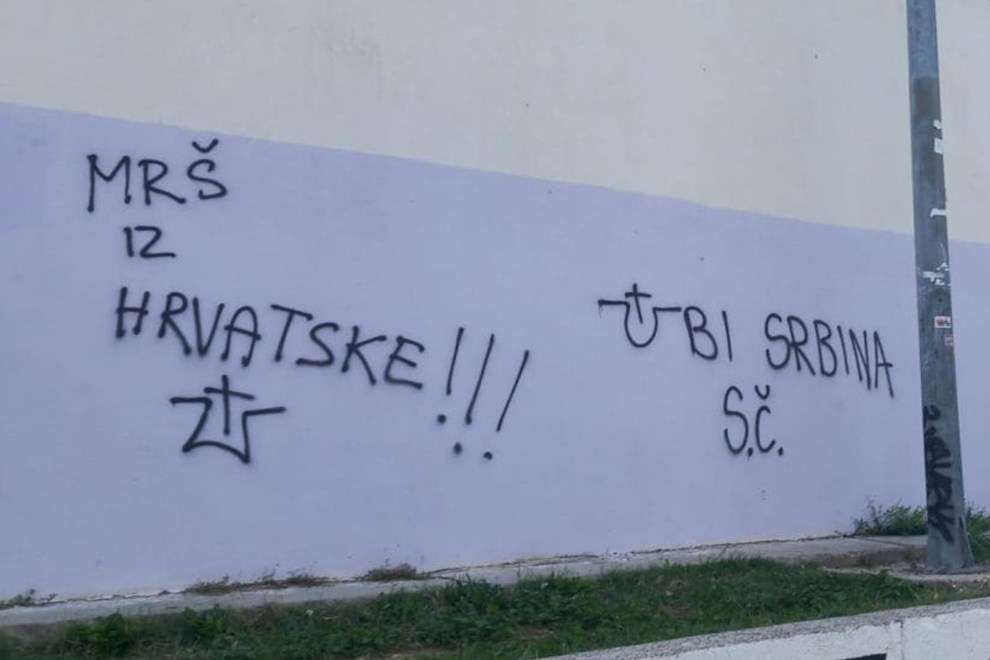 MRŠ
IZ
HRVATSKE!!!
UBI SRBINA
S.Č.